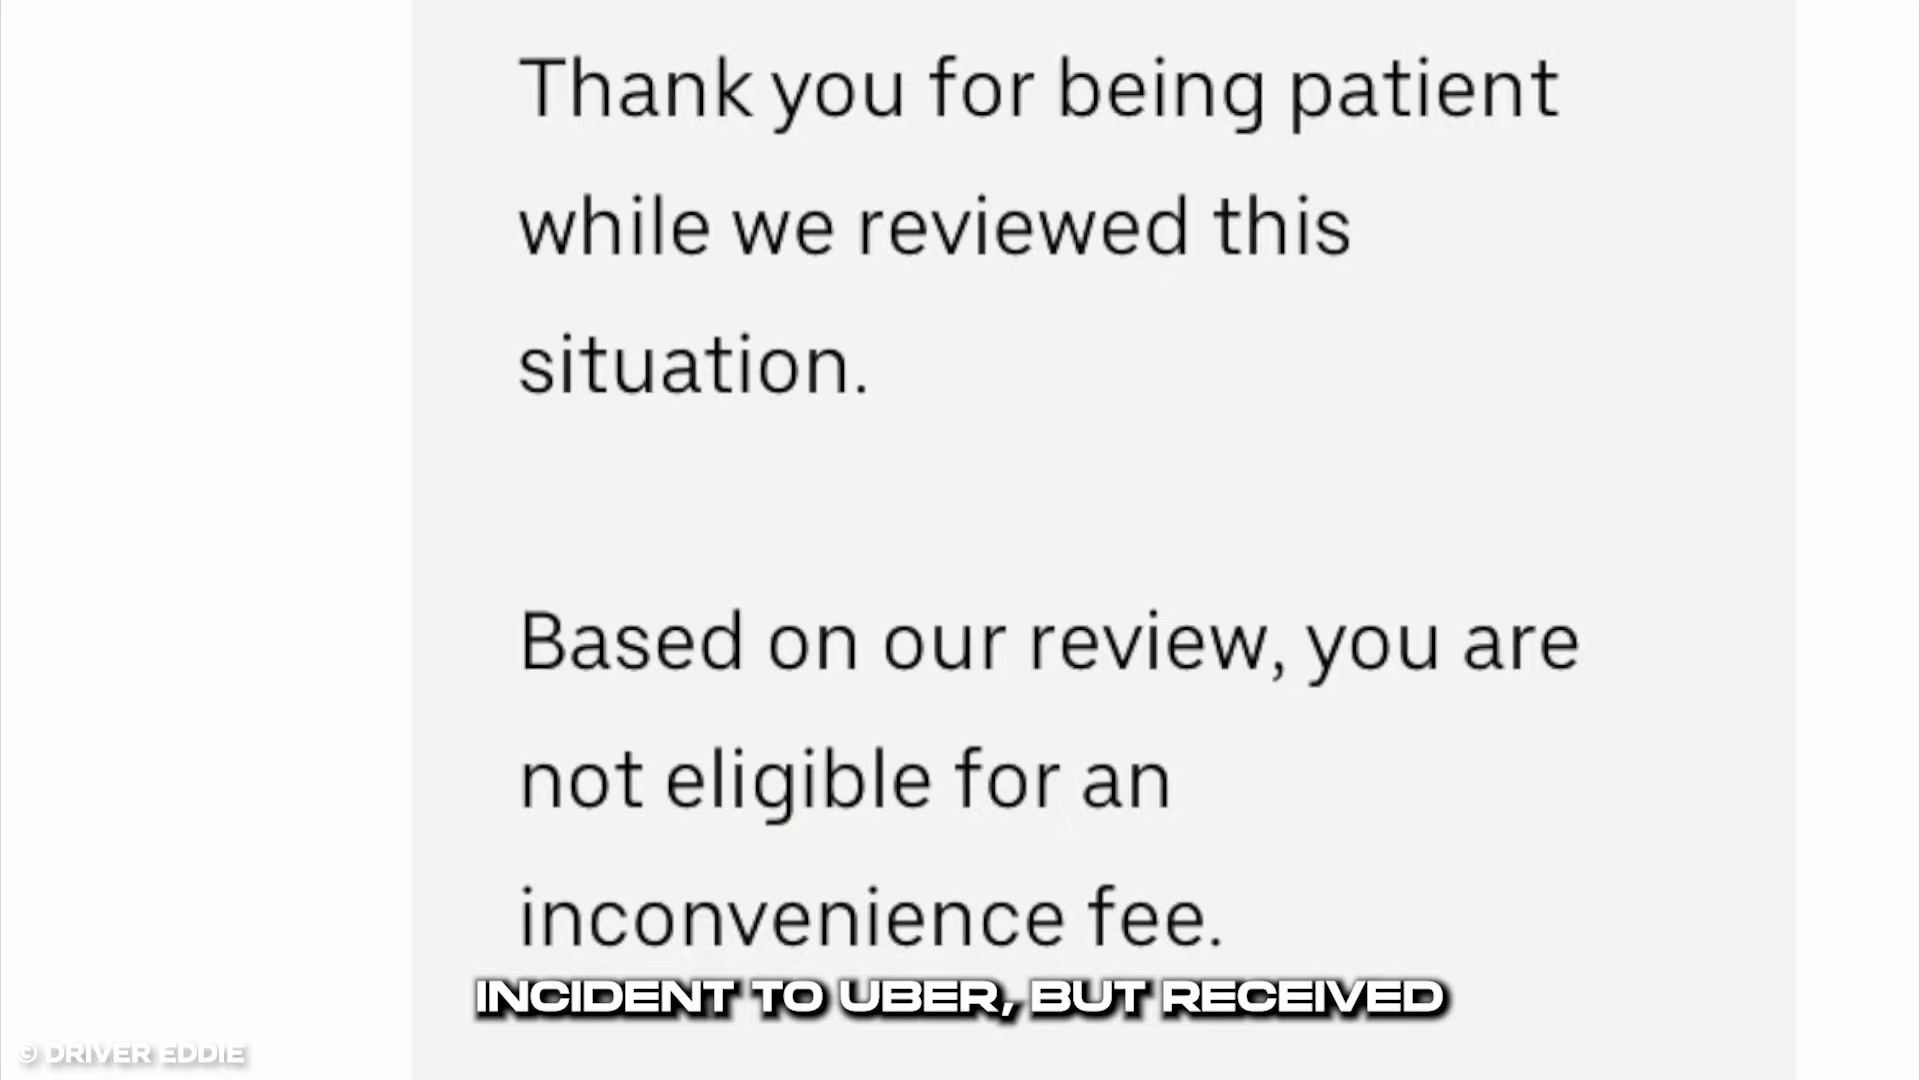 Thank you for being patient
while we reviewed this
situation.
Based on our review, you are
not eligible for an
inconvenience fee.
INCIDENT TO UBER, BUT RECEIVED
© DRIVER EDDIE